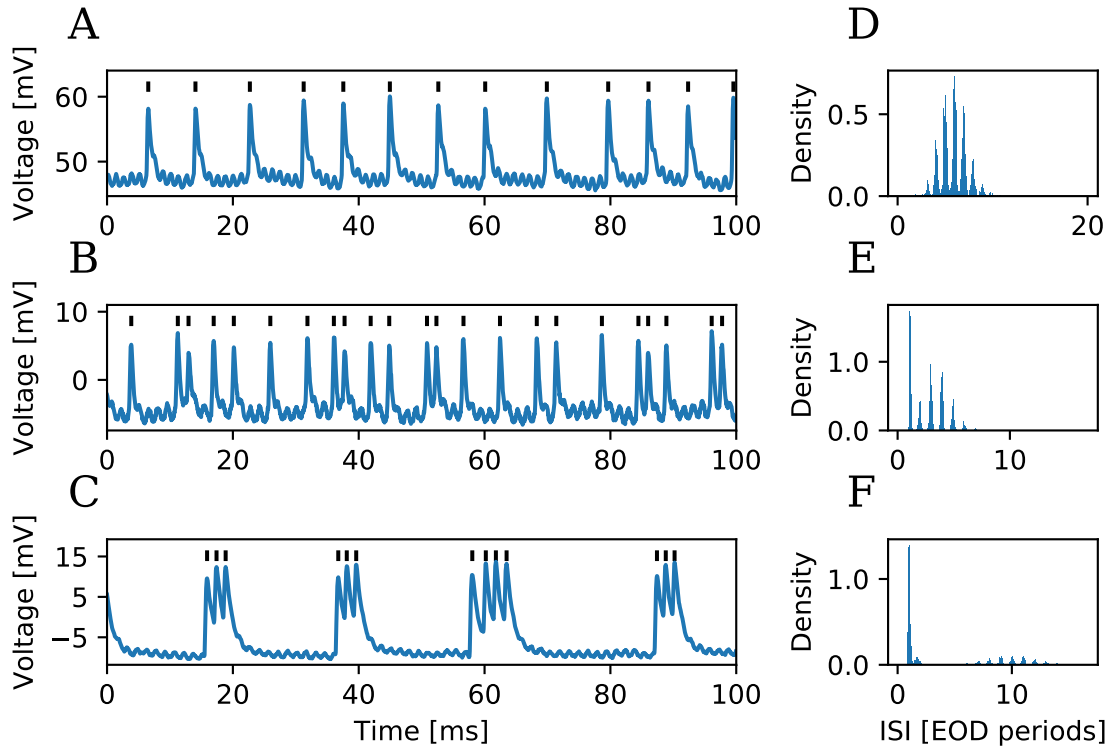 A
Voltage [mV]
60
50
0 20 40 60 80 100
D
Density
0.5
0.0
0 20
B
Voltage [mV]
10
0
0 20 40 60 80 100
E
Density
1.0
0.0
0 10
C
Voltage [mV]
15
5
−5
0 20 40 60 80 100
Time [ms]
F
Density
1.0
0.0
0 10
ISI [EOD periods]